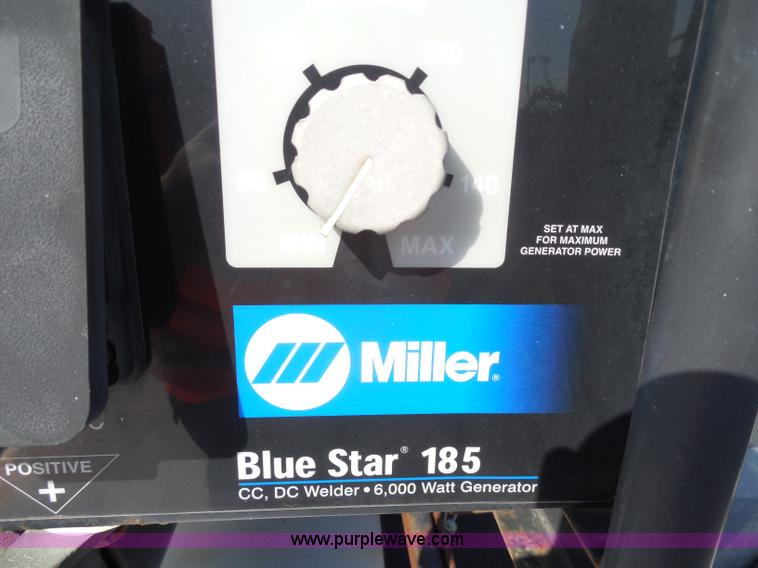 140
MAX
SET AT MAX
FOR MAXIMUM
GENERATOR POWER
Miller®
Blue Star® 185
CC, DC Welder • 6,000 Watt Generator
POSITIVE
+
www.purplewave.com